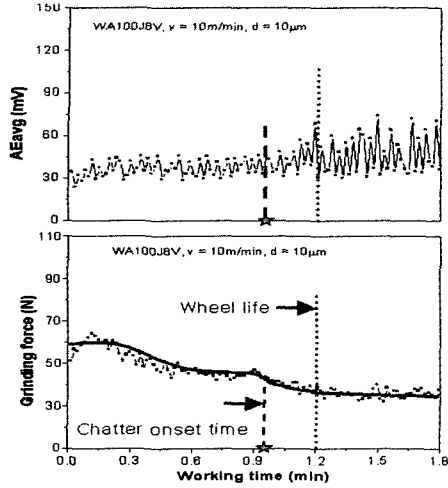 150
WA100J8V, v = 10m/min, d = 10μm
120
90
60
30
0
AEavg (mV)
110
WA100J8V, v = 10m/min, d = 10μm
90
Wheel life
70
50
30
Chatter onset time
10
Grinding force (N)
0.0 0.3 0.6 0.9 1.2 1.5 1.8
Working time (min)